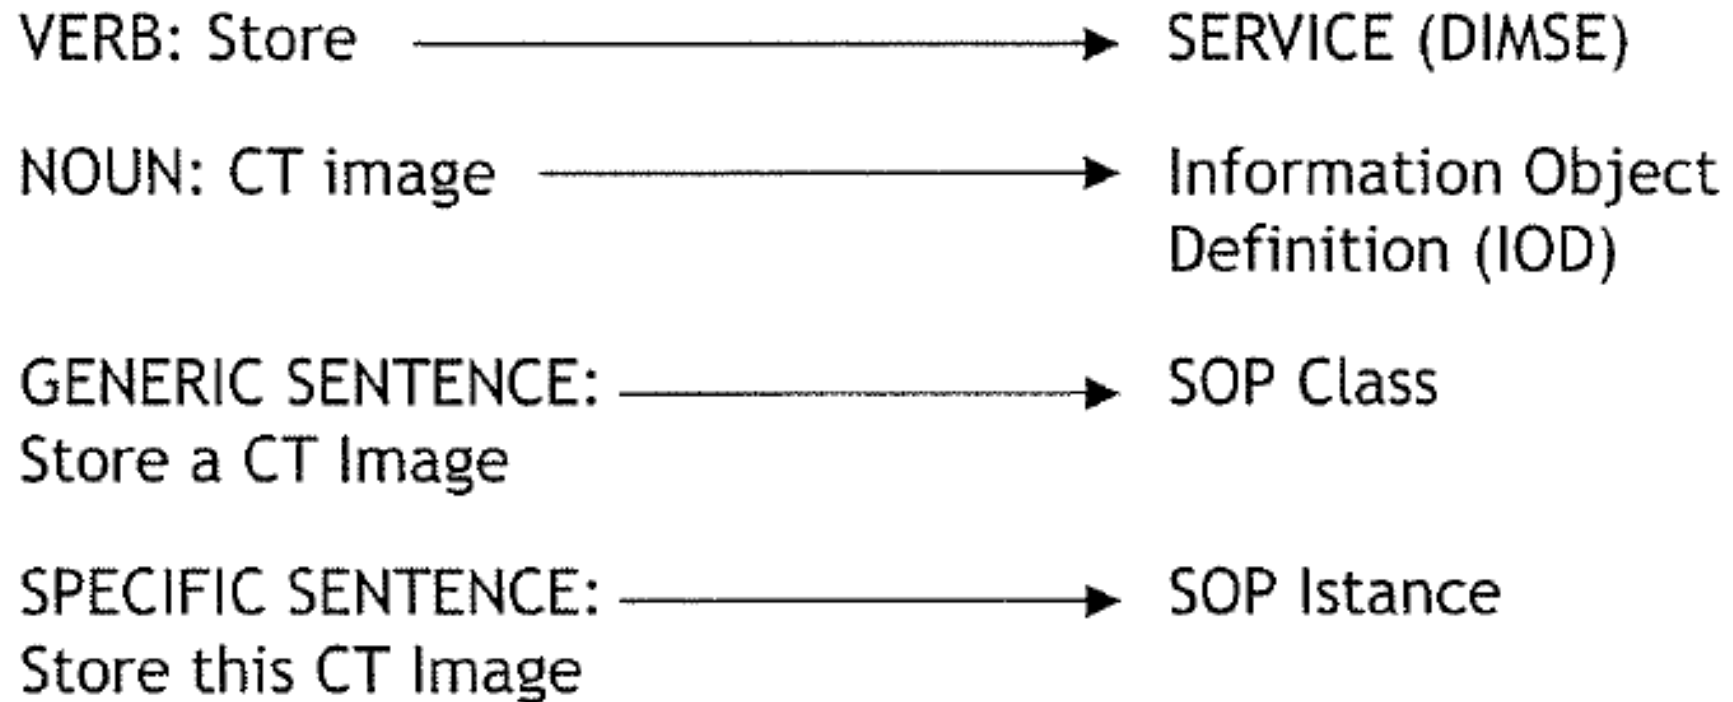 VERB: Store SERVICE (DIMSE)
NOUN: CT image Information Object
Definition (IOD)
GENERIC SENTENCE: SOP Class
Store a CT Image
SPECIFIC SENTENCE: SOP Istance
Store this CT Image